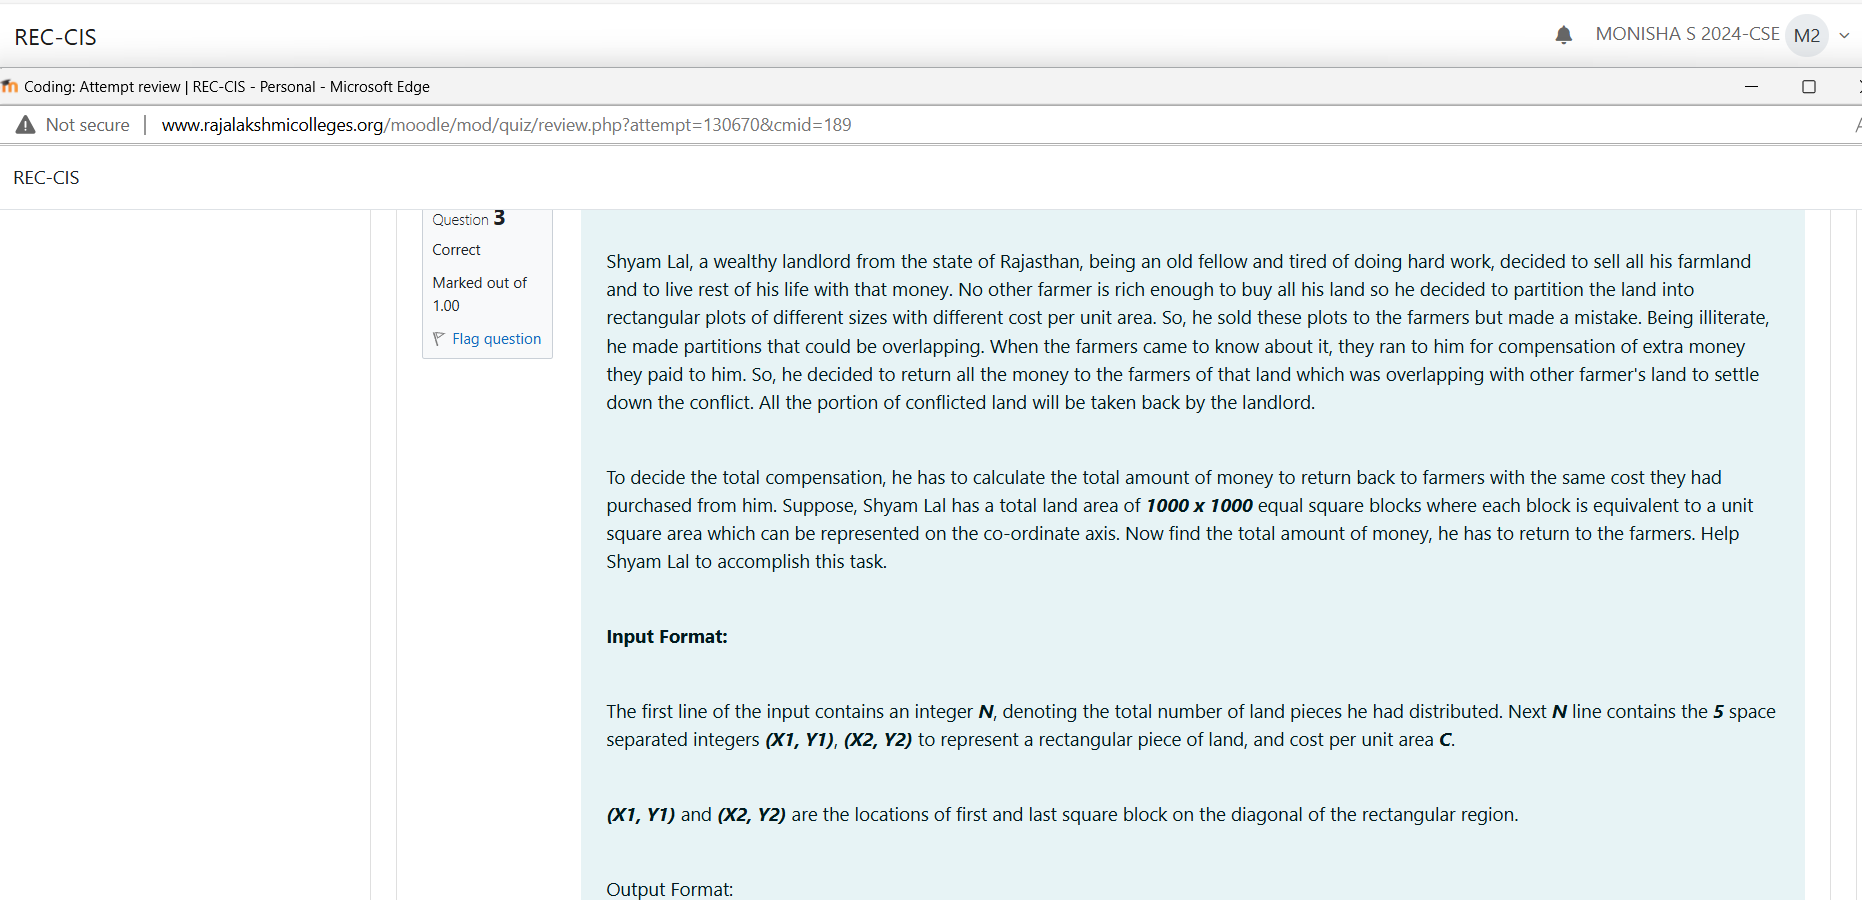 REC-CIS
MONISHA S 2024-CSE M2
Coding: Attempt review | REC-CIS - Personal - Microsoft Edge
Not secure | www.rajalakshmicolleges.org/moodle/mod/quiz/review.php?attempt=130670&cmid=189
REC-CIS
Question 3
Correct
Marked out of
1.00
Flag question
Shyam Lal, a wealthy landlord from the state of Rajasthan, being an old fellow and tired of doing hard work, decided to sell all his farmland
and to live rest of his life with that money. No other farmer is rich enough to buy all his land so he decided to partition the land into
rectangular plots of different sizes with different cost per unit area. So, he sold these plots to the farmers but made a mistake. Being illiterate,
he made partitions that could be overlapping. When the farmers came to know about it, they ran to him for compensation of extra money
they paid to him. So, he decided to return all the money to the farmers of that land which was overlapping with other farmer's land to settle
down the conflict. All the portion of conflicted land will be taken back by the landlord.
To decide the total compensation, he has to calculate the total amount of money to return back to farmers with the same cost they had
purchased from him. Suppose, Shyam Lal has a total land area of 1000 x 1000 equal square blocks where each block is equivalent to a unit
square area which can be represented on the co-ordinate axis. Now find the total amount of money, he has to return to the farmers. Help
Shyam Lal to accomplish this task.
Input Format:
The first line of the input contains an integer N, denoting the total number of land pieces he had distributed. Next N line contains the 5 space
separated integers (X1, Y1), (X2, Y2) to represent a rectangular piece of land, and cost per unit area C.
(X1, Y1) and (X2, Y2) are the locations of first and last square block on the diagonal of the rectangular region.
Output Format: